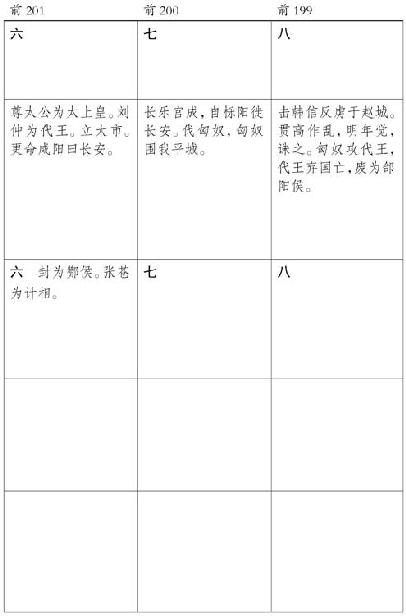 前 201
前 200
前 199
六
七
八
尊太公为太上皇。刘
仲为代王。立大市。
更命咸阳曰长安。
长乐宫成，自栎阳徙
长安。伐匈奴，匈奴
围我平城。
击韩信反虏于赵城。
贯高作乱，明年觉，
诛之。匈奴攻代王，
代王弃国亡，废为郃
阳侯。
六 封为酂侯。张苍
为计相。
七
八